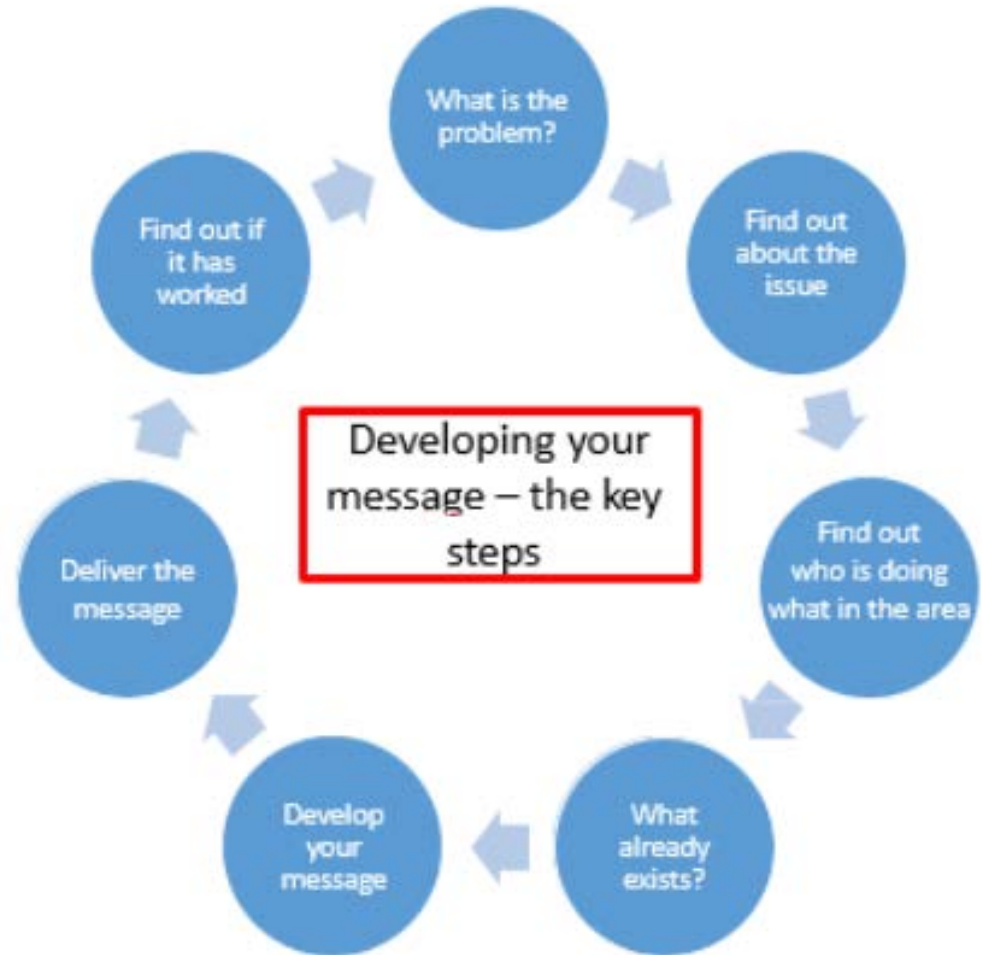 What is the
problem?
Find out
about the
issue
Find out
who is doing
what in the area
What
already
exists?
Develop
your
message
Deliver the
message
Find out if
it has
worked
Developing your
message – the key
steps